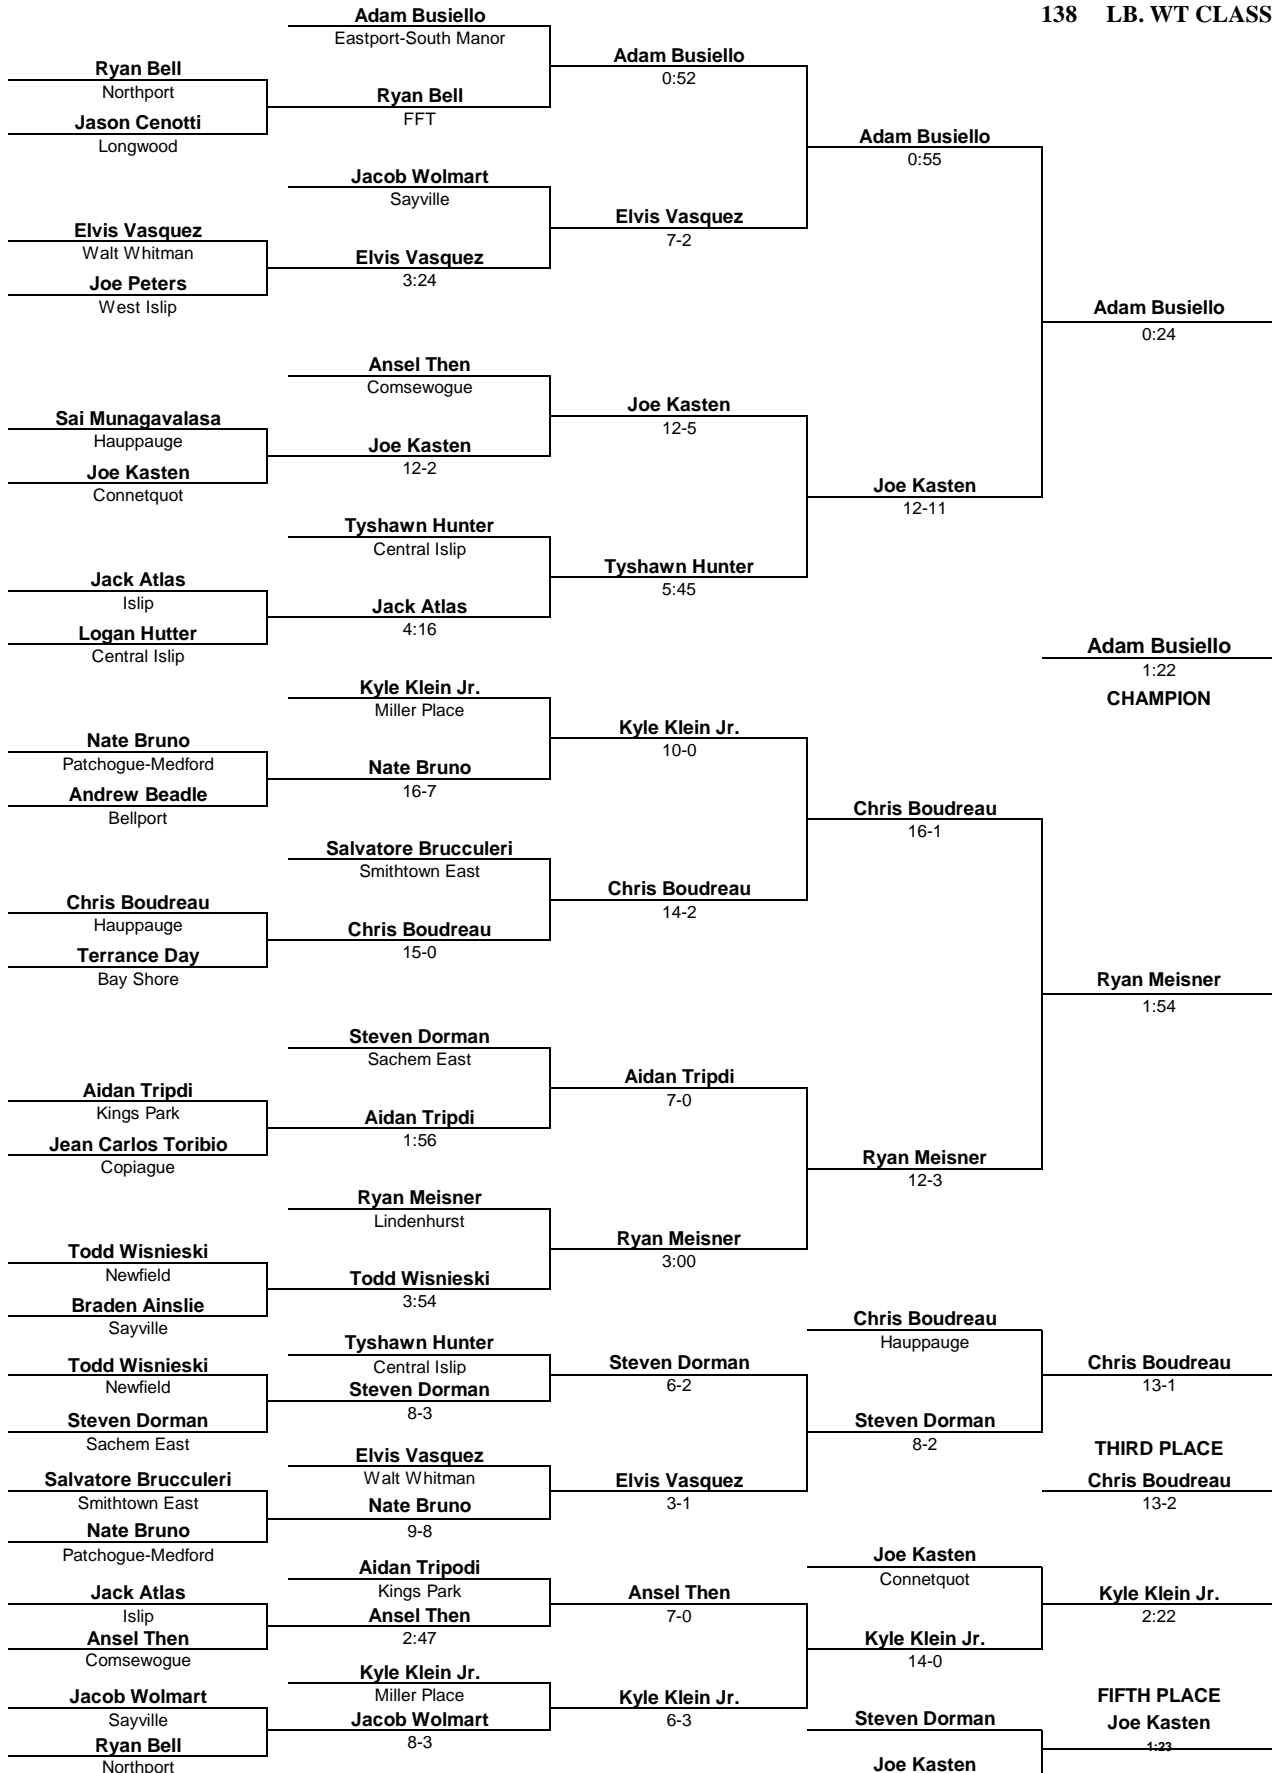 138 LB. WT CLASS
Adam Busiello
Eastport-South Manor
Ryan Bell
Northport
Jason Cenotti
Longwood
Ryan Bell
FFT
Adam Busiello
0:52
Jacob Wolmart
Sayville
Elvis Vasquez
Walt Whitman
Joe Peters
West Islip
Elvis Vasquez
3:24
Elvis Vasquez
7-2
Adam Busiello
0:55
Ansel Then
Comsewogue
Sai Munagavalasa
Hauppauge
Joe Kasten
Connetquot
Joe Kasten
12-2
Joe Kasten
12-5
Tyshawn Hunter
Central Islip
Jack Atlas
Islip
Logan Hutter
Central Islip
Jack Atlas
4:16
Tyshawn Hunter
5:45
Joe Kasten
12-11
Adam Busiello
0:24
Adam Busiello
1:22
CHAMPION
Kyle Klein Jr.
Miller Place
Nate Bruno
Patchogue-Medford
Andrew Beadle
Bellport
Nate Bruno
16-7
Kyle Klein Jr.
10-0
Salvatore Brucculeri
Smithtown East
Chris Boudreau
Hauppauge
Terrance Day
Bay Shore
Chris Boudreau
15-0
Chris Boudreau
14-2
Chris Boudreau
16-1
Steven Dorman
Sachem East
Aidan Tripdi
Kings Park
Jean Carlos Toribio
Copiague
Aidan Tripdi
1:56
Aidan Tripdi
7-0
Ryan Meisner
Lindenhurst
Todd Wisnieski
Newfield
Braden Ainslie
Sayville
Todd Wisnieski
3:54
Ryan Meisner
3:00
Ryan Meisner
12-3
Ryan Meisner
1:54
Todd Wisnieski
Newfield
Steven Dorman
Sachem East
Tyshawn Hunter
Central Islip
Steven Dorman
8-3
Steven Dorman
6-2
Salvatore Brucculeri
Smithtown East
Nate Bruno
Patchogue-Medford
Elvis Vasquez
Walt Whitman
Nate Bruno
9-8
Elvis Vasquez
3-1
Chris Boudreau
Hauppauge
Steven Dorman
8-2
Chris Boudreau
13-1
THIRD PLACE
Chris Boudreau
13-2
Jack Atlas
Islip
Ansel Then
Comsewogue
Aidan Tripodi
Kings Park
Ansel Then
2:47
Ansel Then
7-0
Jacob Wolmart
Sayville
Ryan Bell
Northport
Kyle Klein Jr.
Miller Place
Jacob Wolmart
8-3
Kyle Klein Jr.
6-3
Joe Kasten
Connetquot
Kyle Klein Jr.
14-0
Kyle Klein Jr.
2:22
FIFTH PLACE
Steven Dorman
Joe Kasten
Joe Kasten
1:23